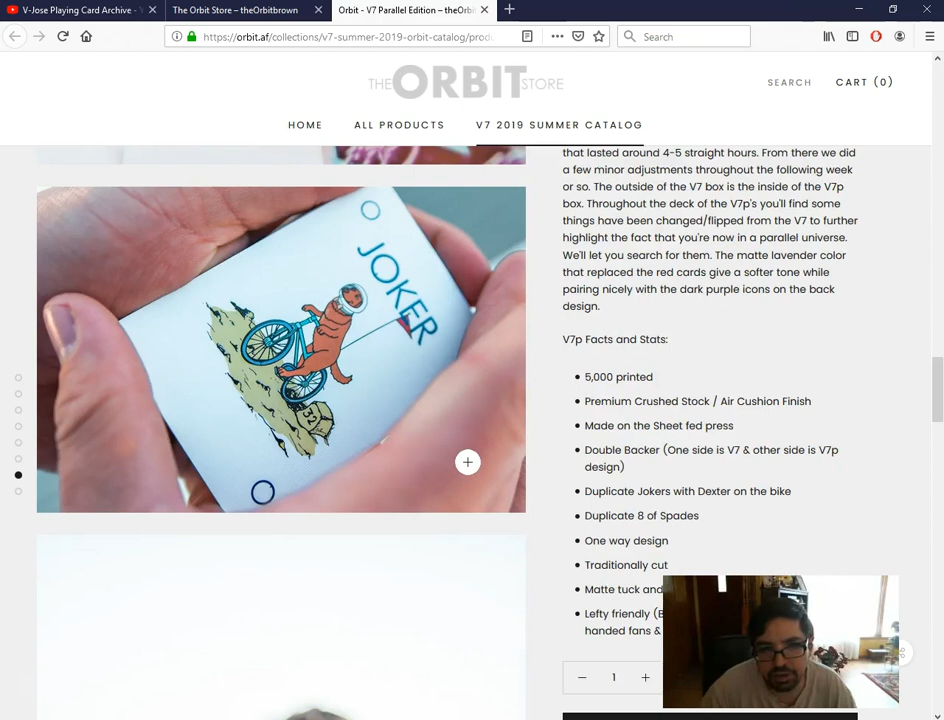 V-Jose Playing Card Archive -
The Orbit Store – theOrbitbrown
Orbit - V7 Parallel Edition – theOrbi
https://orbit.af/collections/v7-summer-2019-orbit-catalog/produ
Search
THE ORBIT STORE
SEARCH
CART (0)
HOME
ALL PRODUCTS
V7 2019 SUMMER CATALOG
that lasted around 4-5 straight hours. From there we did
a few minor adjustments throughout the following week
or so. The outside of the V7 box is the inside of the V7p
box. Throughout the deck of the V7p's you'll find some
things have been changed/flipped from the V7 to further
highlight the fact that you're now in a parallel universe.
We'll let you search for them. The matte lavender color
that replaced the red cards give a softer tone while
pairing nicely with the dark purple icons on the back
design.
JOKER
32
V7p Facts and Stats:
5,000 printed
Premium Crushed Stock / Air Cushion Finish
Made on the Sheet fed press
Double Backer (One side is V7 & other side is V7p
design)
Duplicate Jokers with Dexter on the bike
Duplicate 8 of Spades
One way design
Traditionally cut
Matte tuck and
Lefty friendly (B
handed fans &
− 1 +